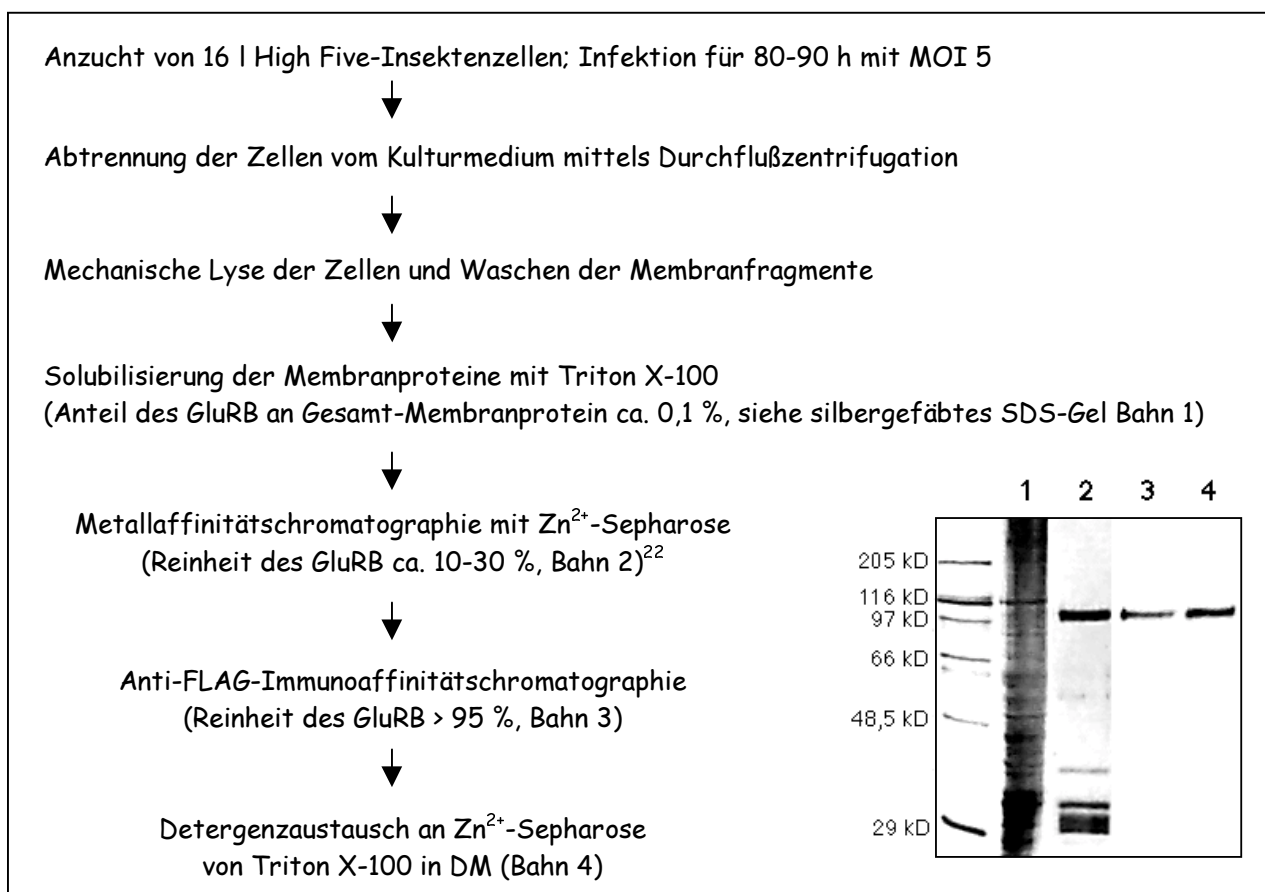 Anzucht von 16 l High Five-Insektenzellen; Infektion für 80-90 h mit MOI 5
Abtrennung der Zellen vom Kulturmedium mittels Durchflußzentrifugation
Mechanische Lyse der Zellen und Waschen der Membranfragmente
Solubilisierung der Membranproteine mit Triton X-100
(Anteil des GluRB an Gesamt-Membranprotein ca. 0,1 %, siehe silbergefäbtes SDS-Gel Bahn 1)
Metallaffinitätschromatographie mit Zn²⁺-Sepharose
(Reinheit des GluRB ca. 10-30 %, Bahn 2)²²
Anti-FLAG-Immunoaffinitätschromatographie
(Reinheit des GluRB > 95 %, Bahn 3)
Detergenzaustausch an Zn²⁺-Sepharose
von Triton X-100 in DM (Bahn 4)
1 2 3 4
205 kD
116 kD
97 kD
66 kD
48,5 kD
29 kD